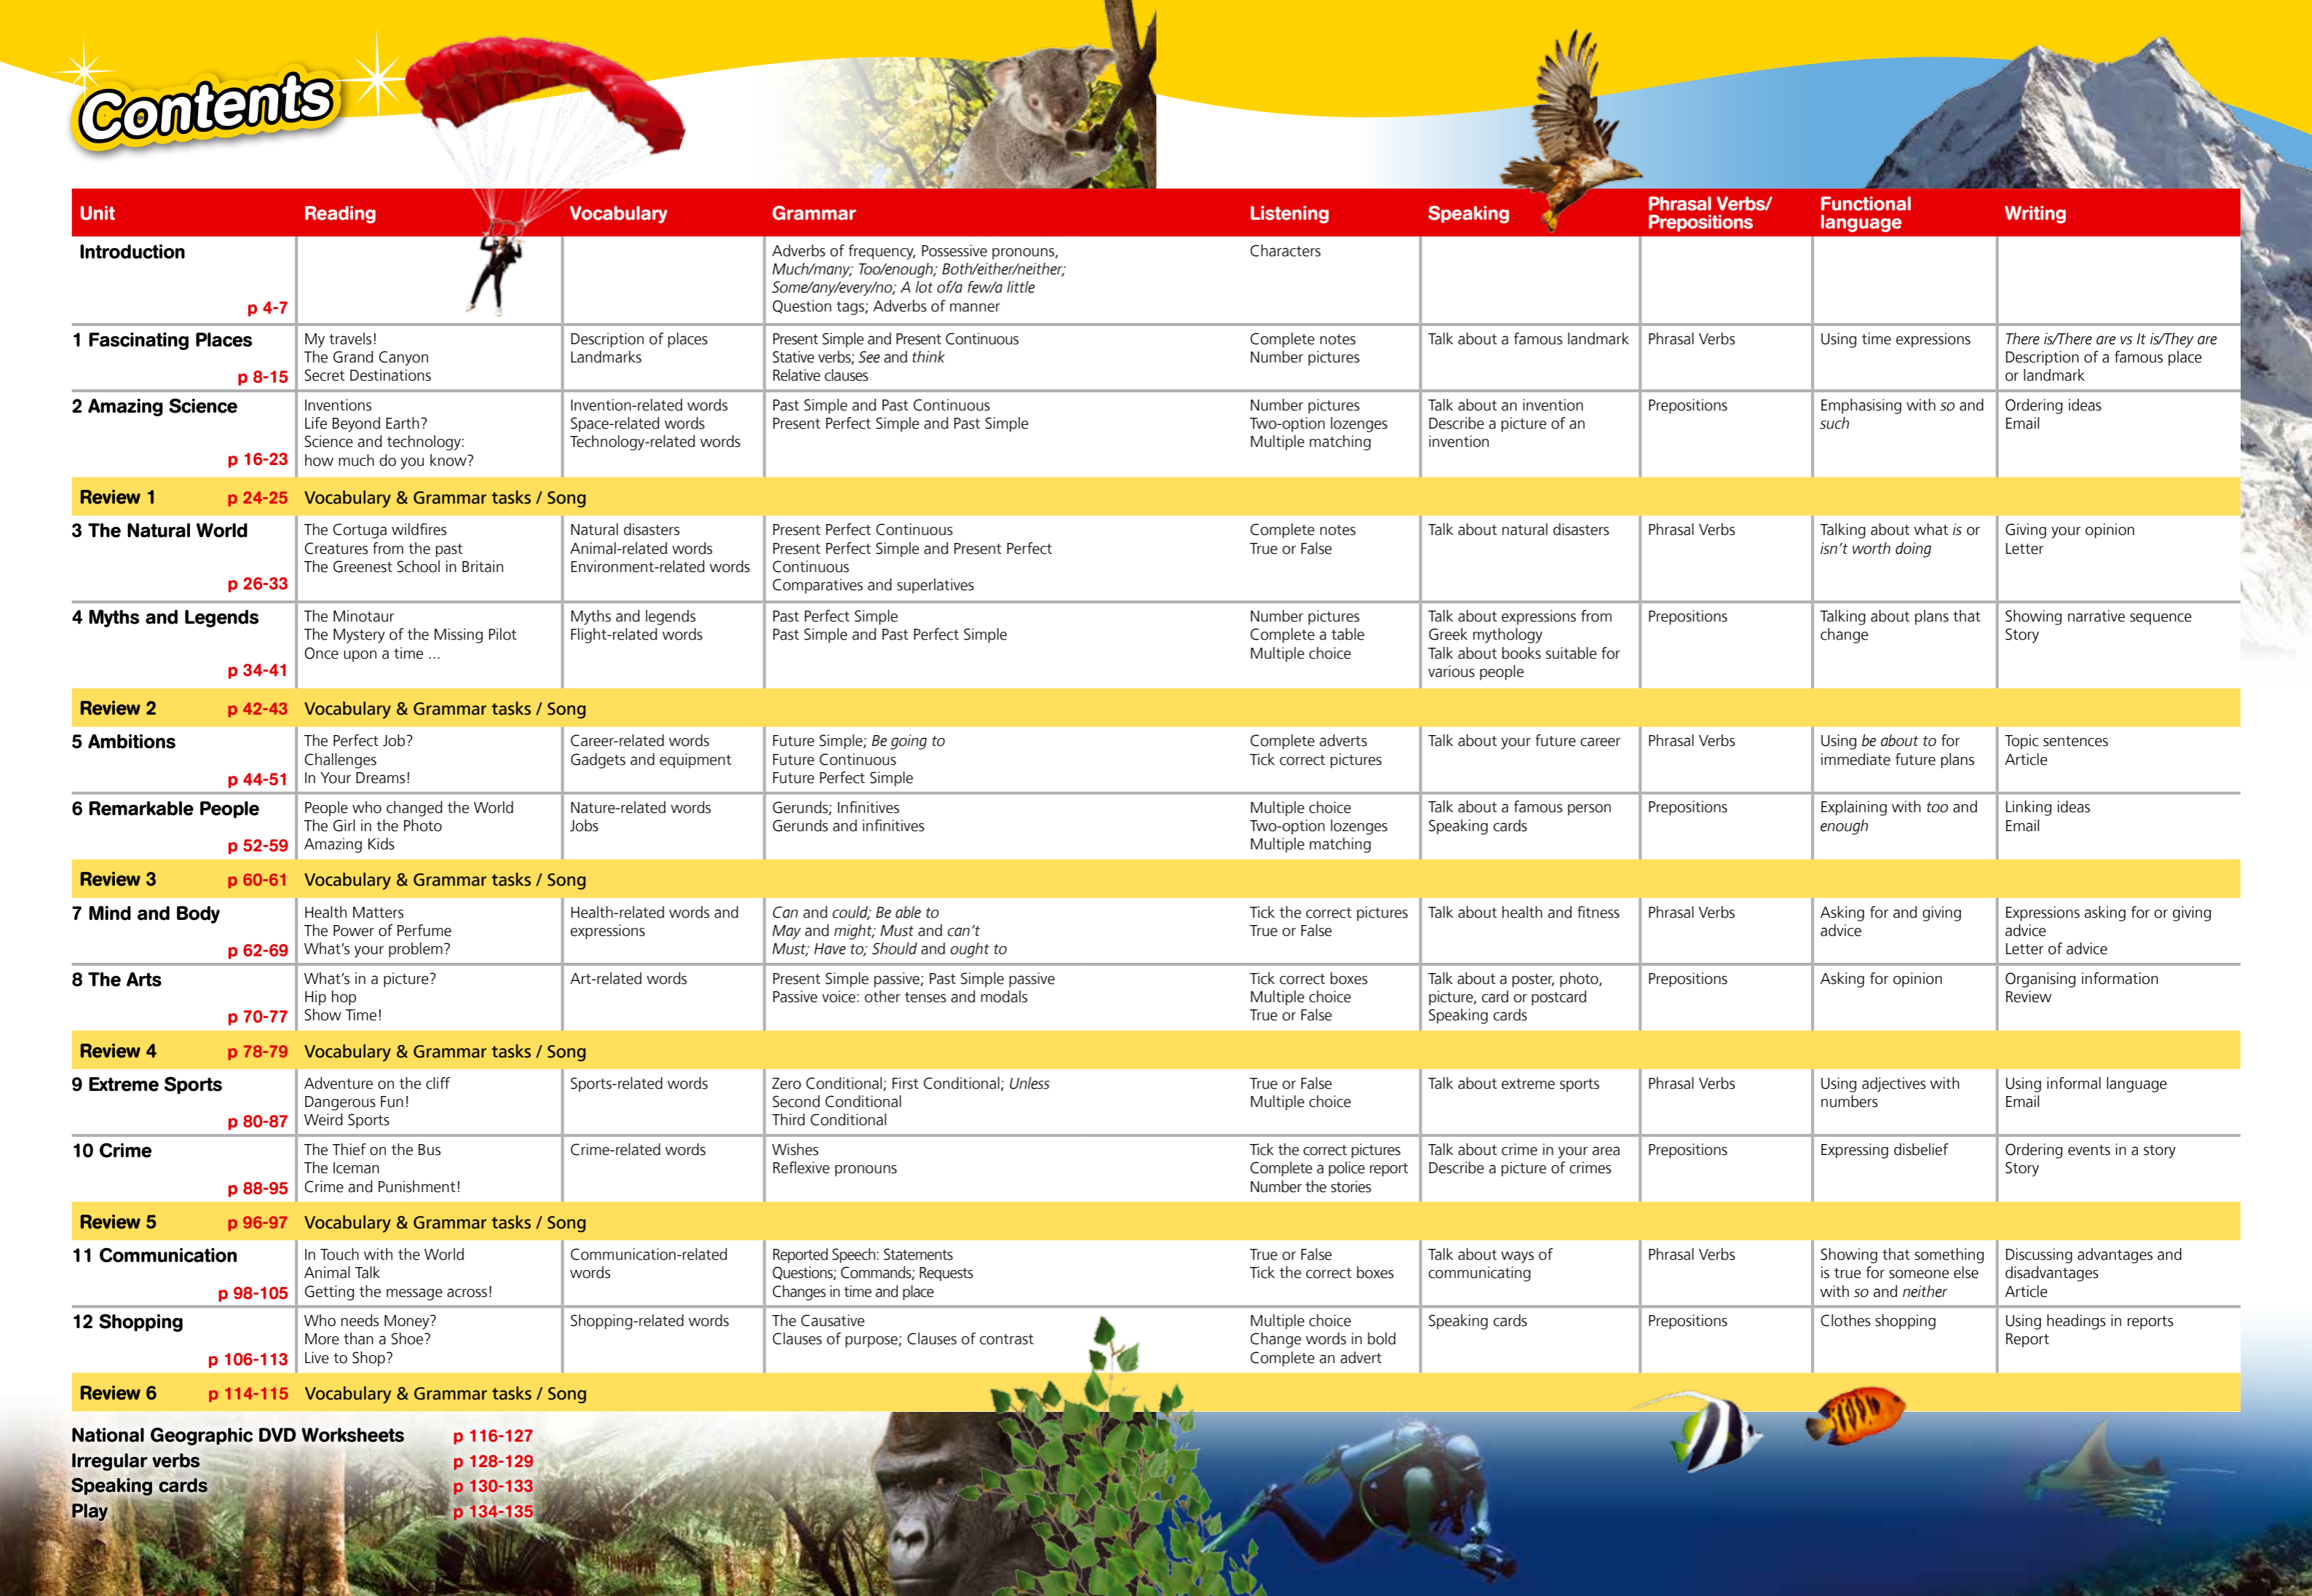 Contents
Unit
Reading
Vocabulary
Grammar
Listening
Speaking
Phrasal Verbs/
Prepositions
Functional
language
Writing
Introduction
p 4-7
Adverbs of frequency, Possessive pronouns,
Much/many; Too/enough; Both/either/neither;
Some/any/every/no; A lot of/a few/a little
Question tags; Adverbs of manner
Characters
1 Fascinating Places
p 8-15
My travels!
The Grand Canyon
Secret Destinations
Description of places
Landmarks
Present Simple and Present Continuous
Stative verbs; See and think
Relative clauses
Complete notes
Number pictures
Talk about a famous landmark
Phrasal Verbs
Using time expressions
There is/There are vs It is/They are
Description of a famous place
or landmark
2 Amazing Science
p 16-23
Inventions
Life Beyond Earth?
Science and technology:
how much do you know?
Invention-related words
Space-related words
Technology-related words
Past Simple and Past Continuous
Present Perfect Simple and Past Simple
Number pictures
Two-option lozenges
Multiple matching
Talk about an invention
Describe a picture of an
invention
Prepositions
Emphasising with so and
such
Ordering ideas
Email
Review 1 p 24-25 Vocabulary & Grammar tasks / Song
3 The Natural World
p 26-33
The Cortuga wildfires
Creatures from the past
The Greenest School in Britain
Natural disasters
Animal-related words
Environment-related words
Present Perfect Continuous
Present Perfect Simple and Present Perfect
Continuous
Comparatives and superlatives
Complete notes
True or False
Talk about natural disasters
Phrasal Verbs
Talking about what is or
isn't worth doing
Giving your opinion
Letter
4 Myths and Legends
p 34-41
The Minotaur
The Mystery of the Missing Pilot
Once upon a time ...
Myths and legends
Flight-related words
Past Perfect Simple
Past Simple and Past Perfect Simple
Number pictures
Complete a table
Multiple choice
Talk about expressions from
Greek mythology
Talk about books suitable for
various people
Prepositions
Talking about plans that
change
Showing narrative sequence
Story
Review 2 p 42-43 Vocabulary & Grammar tasks / Song
5 Ambitions
p 44-51
The Perfect Job?
Challenges
In Your Dreams!
Career-related words
Gadgets and equipment
Future Simple; Be going to
Future Continuous
Future Perfect Simple
Complete adverts
Tick correct pictures
Talk about your future career
Phrasal Verbs
Using be about to for
immediate future plans
Topic sentences
Article
6 Remarkable People
p 52-59
People who changed the World
The Girl in the Photo
Amazing Kids
Nature-related words
Jobs
Gerunds; Infinitives
Gerunds and infinitives
Multiple choice
Two-option lozenges
Multiple matching
Talk about a famous person
Speaking cards
Prepositions
Explaining with too and
enough
Linking ideas
Email
Review 3 p 60-61 Vocabulary & Grammar tasks / Song
7 Mind and Body
p 62-69
Health Matters
The Power of Perfume
What's your problem?
Health-related words and
expressions
Can and could; Be able to
May and might; Must and can't
Must; Have to; Should and ought to
Tick the correct pictures
True or False
Talk about health and fitness
Phrasal Verbs
Asking for and giving
advice
Expressions asking for or giving
advice
Letter of advice
8 The Arts
p 70-77
What's in a picture?
Hip hop
Show Time!
Art-related words
Present Simple passive; Past Simple passive
Passive voice: other tenses and modals
Tick correct boxes
Multiple choice
True or False
Talk about a poster, photo,
picture, card or postcard
Speaking cards
Prepositions
Asking for opinion
Organising information
Review
Review 4 p 78-79 Vocabulary & Grammar tasks / Song
9 Extreme Sports
p 80-87
Adventure on the cliff
Dangerous Fun!
Weird Sports
Sports-related words
Zero Conditional; First Conditional; Unless
Second Conditional
Third Conditional
True or False
Multiple choice
Talk about extreme sports
Phrasal Verbs
Using adjectives with
numbers
Using informal language
Email
10 Crime
p 88-95
The Thief on the Bus
The Iceman
Crime and Punishment!
Crime-related words
Wishes
Reflexive pronouns
Tick the correct pictures
Complete a police report
Number the stories
Talk about crime in your area
Describe a picture of crimes
Prepositions
Expressing disbelief
Ordering events in a story
Story
Review 5 p 96-97 Vocabulary & Grammar tasks / Song
11 Communication
p 98-105
In Touch with the World
Animal Talk
Getting the message across!
Communication-related
words
Reported Speech: Statements
Questions; Commands; Requests
Changes in time and place
True or False
Tick the correct boxes
Talk about ways of
communicating
Phrasal Verbs
Showing that something
is true for someone else
with so and neither
Discussing advantages and
disadvantages
Article
12 Shopping
p 106-113
Who needs Money?
More than a Shoe?
Live to Shop?
Shopping-related words
The Causative
Clauses of purpose; Clauses of contrast
Multiple choice
Change words in bold
Complete an advert
Speaking cards
Prepositions
Clothes shopping
Using headings in reports
Report
Review 6 p 114-115 Vocabulary & Grammar tasks / Song
National Geographic DVD Worksheets p 116-127
Irregular verbs p 128-129
Speaking cards p 130-133
Play p 134-135